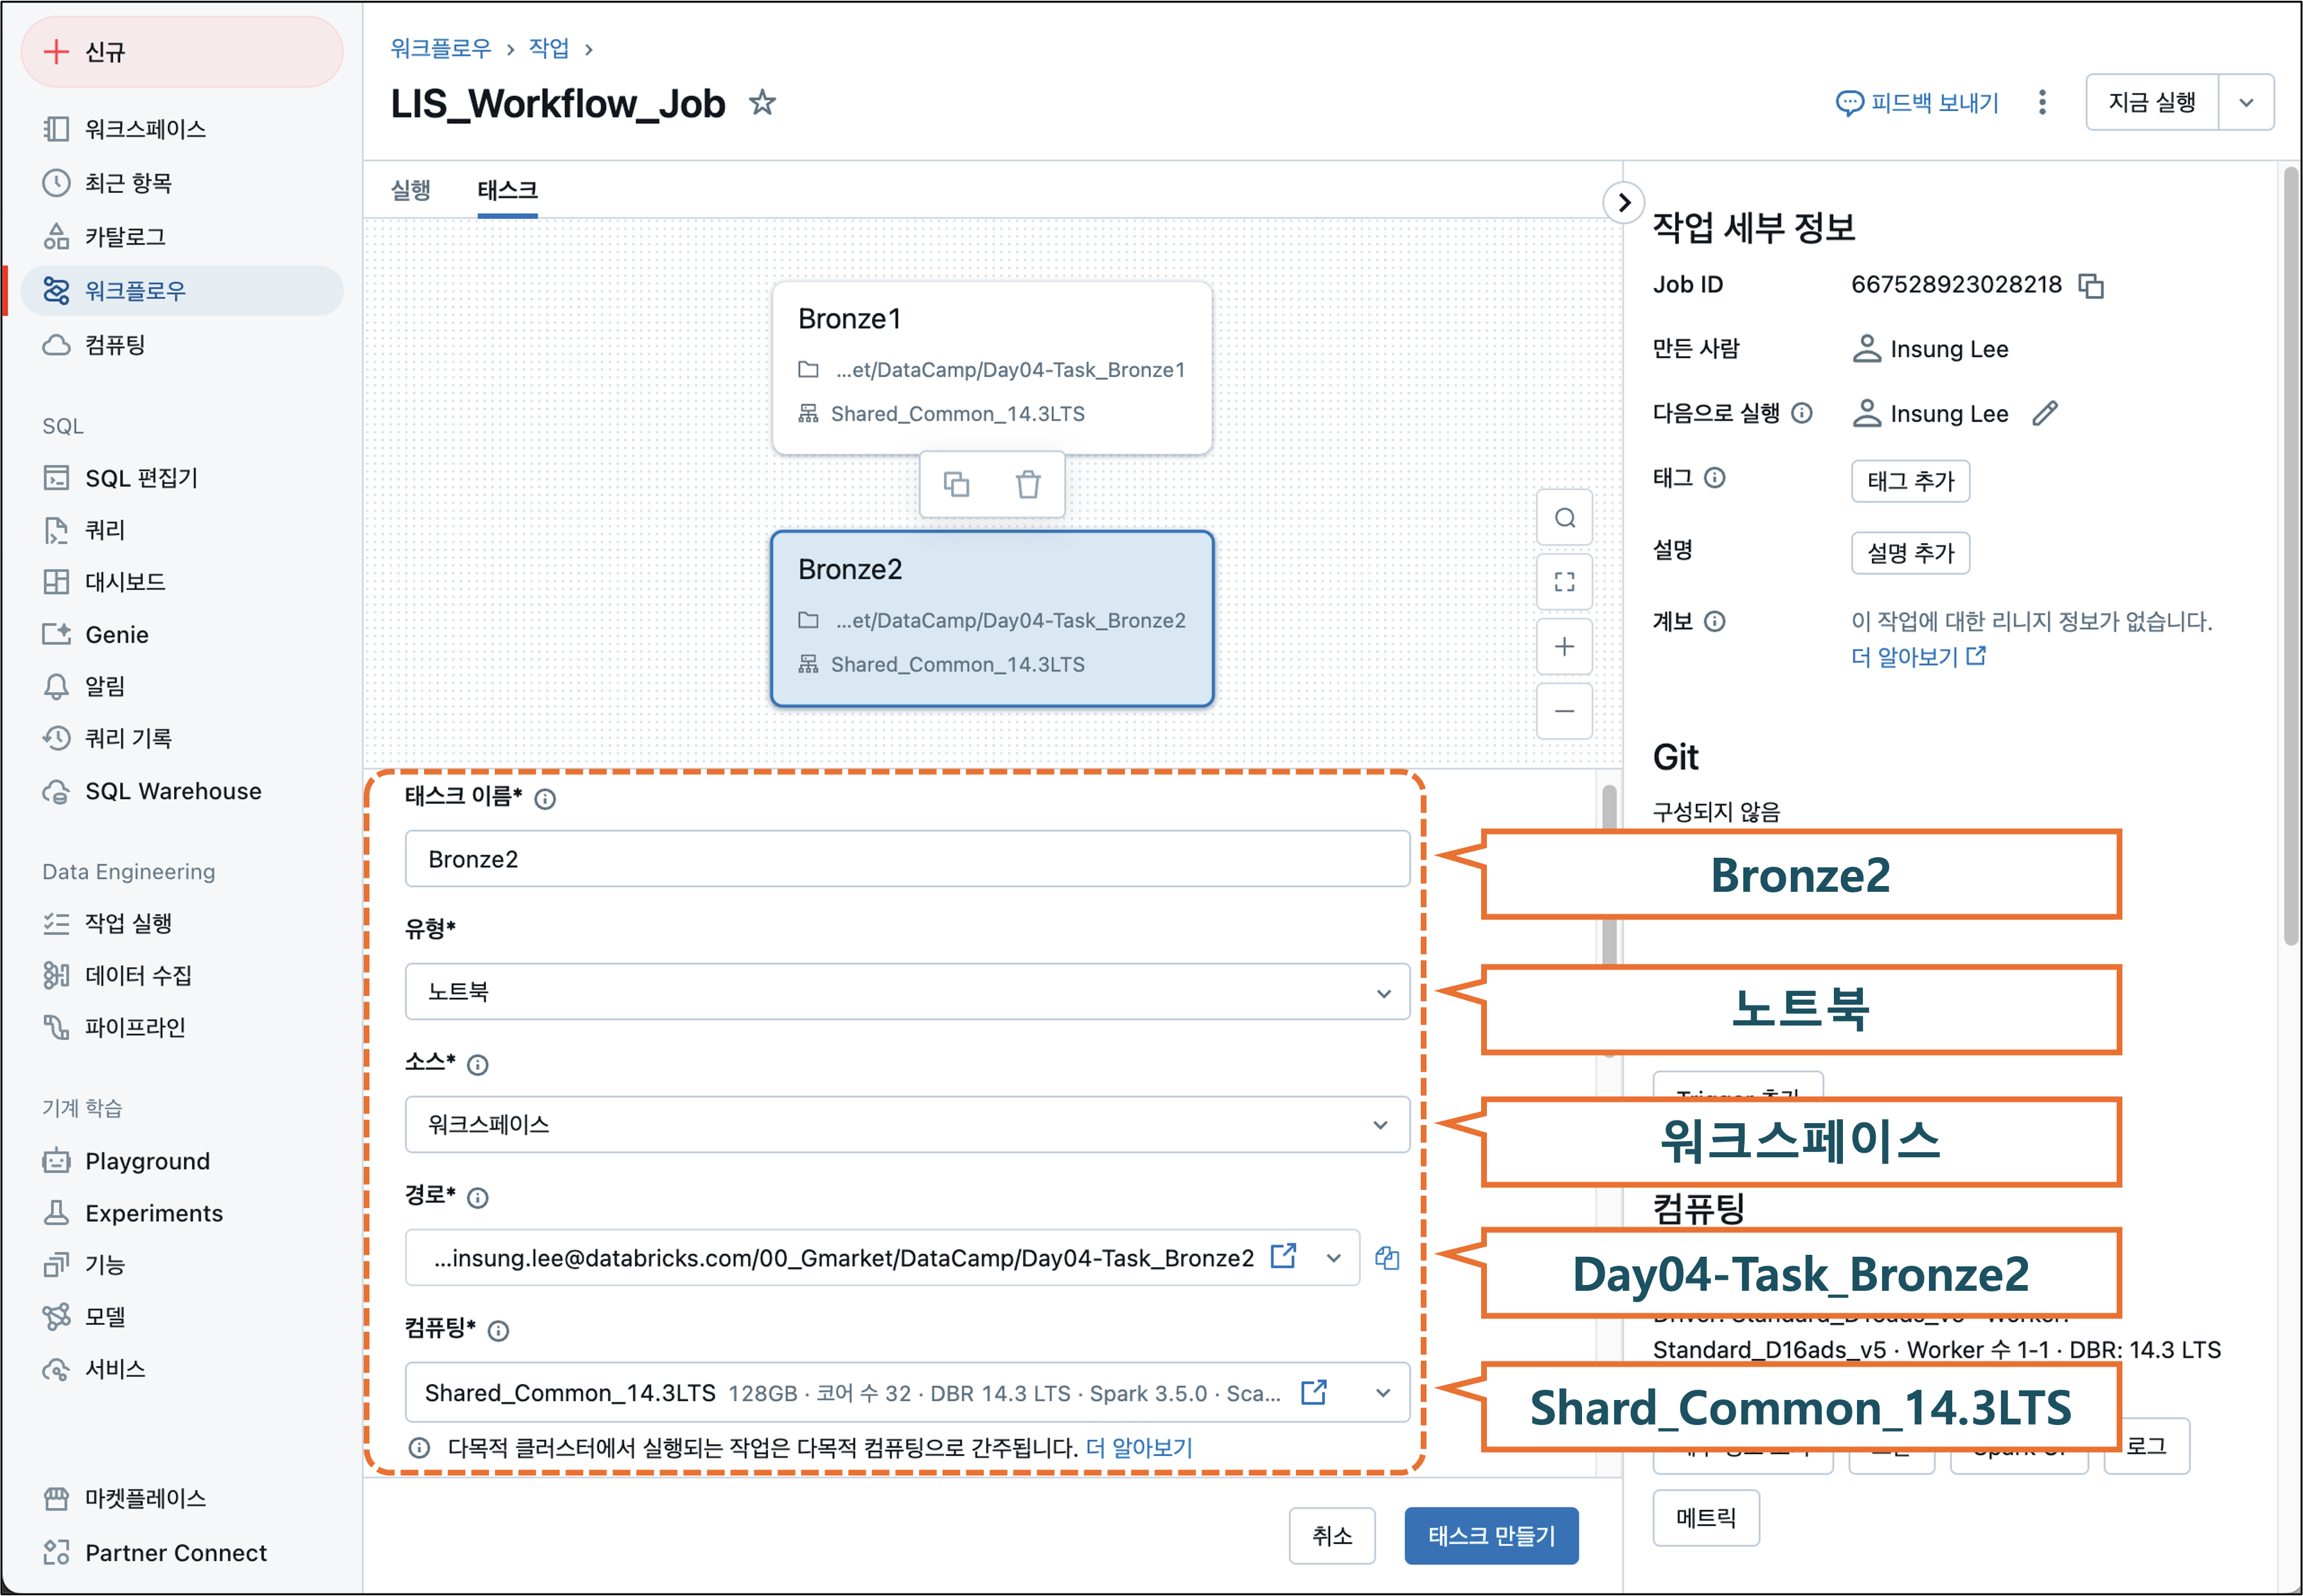 신규
워크스페이스
최근 항목
카탈로그
워크플로우
컴퓨팅
SQL
SQL 편집기
쿼리
대시보드
Genie
알림
쿼리 기록
SQL Warehouse
Data Engineering
작업 실행
데이터 수집
파이프라인
기계 학습
Playground
Experiments
기능
모델
서비스
마켓플레이스
Partner Connect
워크플로우 › 작업 ›
LIS_Workflow_Job
피드백 보내기
지금 실행
실행 태스크
Bronze1
...et/DataCamp/Day04-Task_Bronze1
Shared_Common_14.3LTS
Bronze2
...et/DataCamp/Day04-Task_Bronze2
Shared_Common_14.3LTS
태스크 이름*
Bronze2
유형*
노트북
소스*
워크스페이스
경로*
...insung.lee@databricks.com/00_Gmarket/DataCamp/Day04-Task_Bronze2
컴퓨팅*
Shared_Common_14.3LTS 128GB · 코어 수 32 · DBR 14.3 LTS · Spark 3.5.0 · Sca...
다목적 클러스터에서 실행되는 작업은 다목적 컴퓨팅으로 간주됩니다. 더 알아보기
취소
태스크 만들기
Bronze2
노트북
워크스페이스
Day04-Task_Bronze2
Shard_Common_14.3LTS
작업 세부 정보
Job ID 667528923028218
만든 사람 Insung Lee
다음으로 실행 Insung Lee
태그 태그 추가
설명 설명 추가
계보 이 작업에 대한 리니지 정보가 없습니다.
더 알아보기
Git
구성되지 않음
컴퓨팅
Standard_D16ads_v5 · Worker 수 1-1 · DBR: 14.3 LTS
로그
메트릭